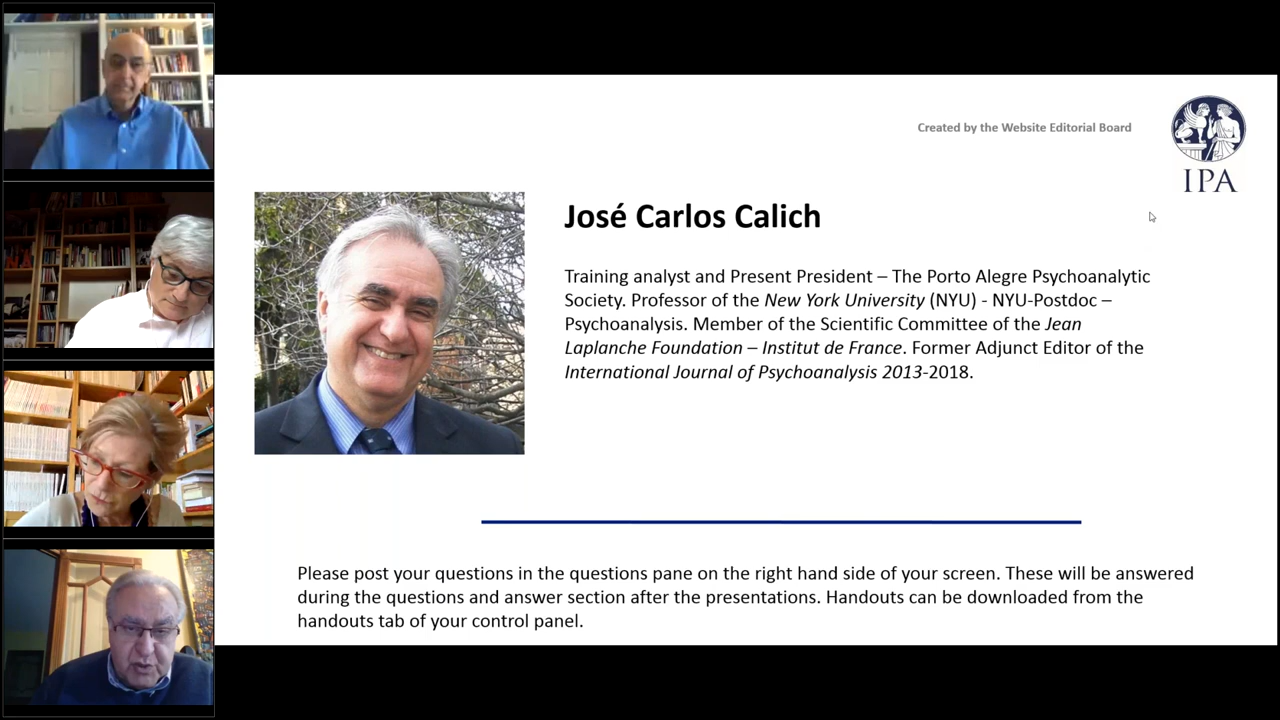 Created by the Website Editorial Board
IPA
José Carlos Calich
Training analyst and Present President – The Porto Alegre Psychoanalytic
Society. Professor of the New York University (NYU) - NYU-Postdoc –
Psychoanalysis. Member of the Scientific Committee of the Jean
Laplanche Foundation – Institut de France. Former Adjunct Editor of the
International Journal of Psychoanalysis 2013-2018.
Please post your questions in the questions pane on the right hand side of your screen. These will be answered
during the questions and answer section after the presentations. Handouts can be downloaded from the
handouts tab of your control panel.